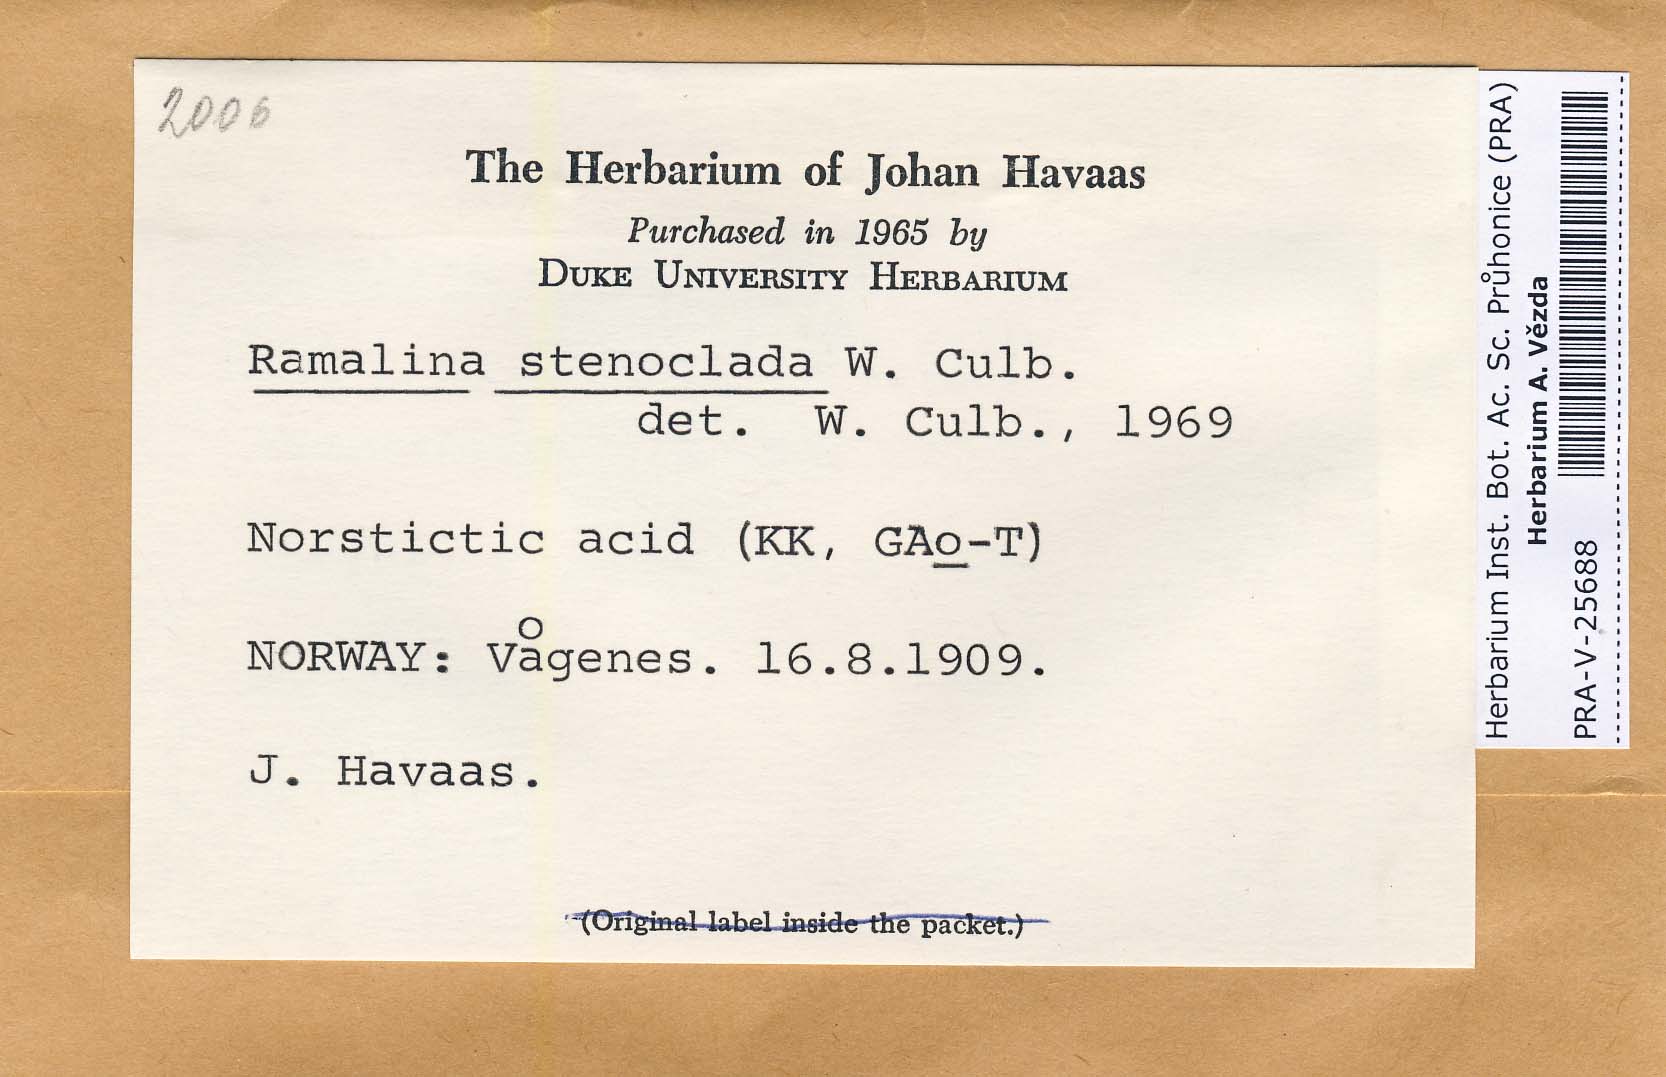 2006
The Herbarium of Johan Havaas
Purchased in 1965 by
DUKE UNIVERSITY HERBARIUM
Ramalina stenoclada W. Culb.
det. W. Culb., 1969
Norstictic acid (KK, GAo-T)
NORWAY: Vågenes. 16.8.1909.
J. Havaas.
(Original label inside the packet.)
Herbarium Inst. Bot. Ac. Sc. Průhonice (PRA)
Herbarium A. Vězda
PRA-V-25688